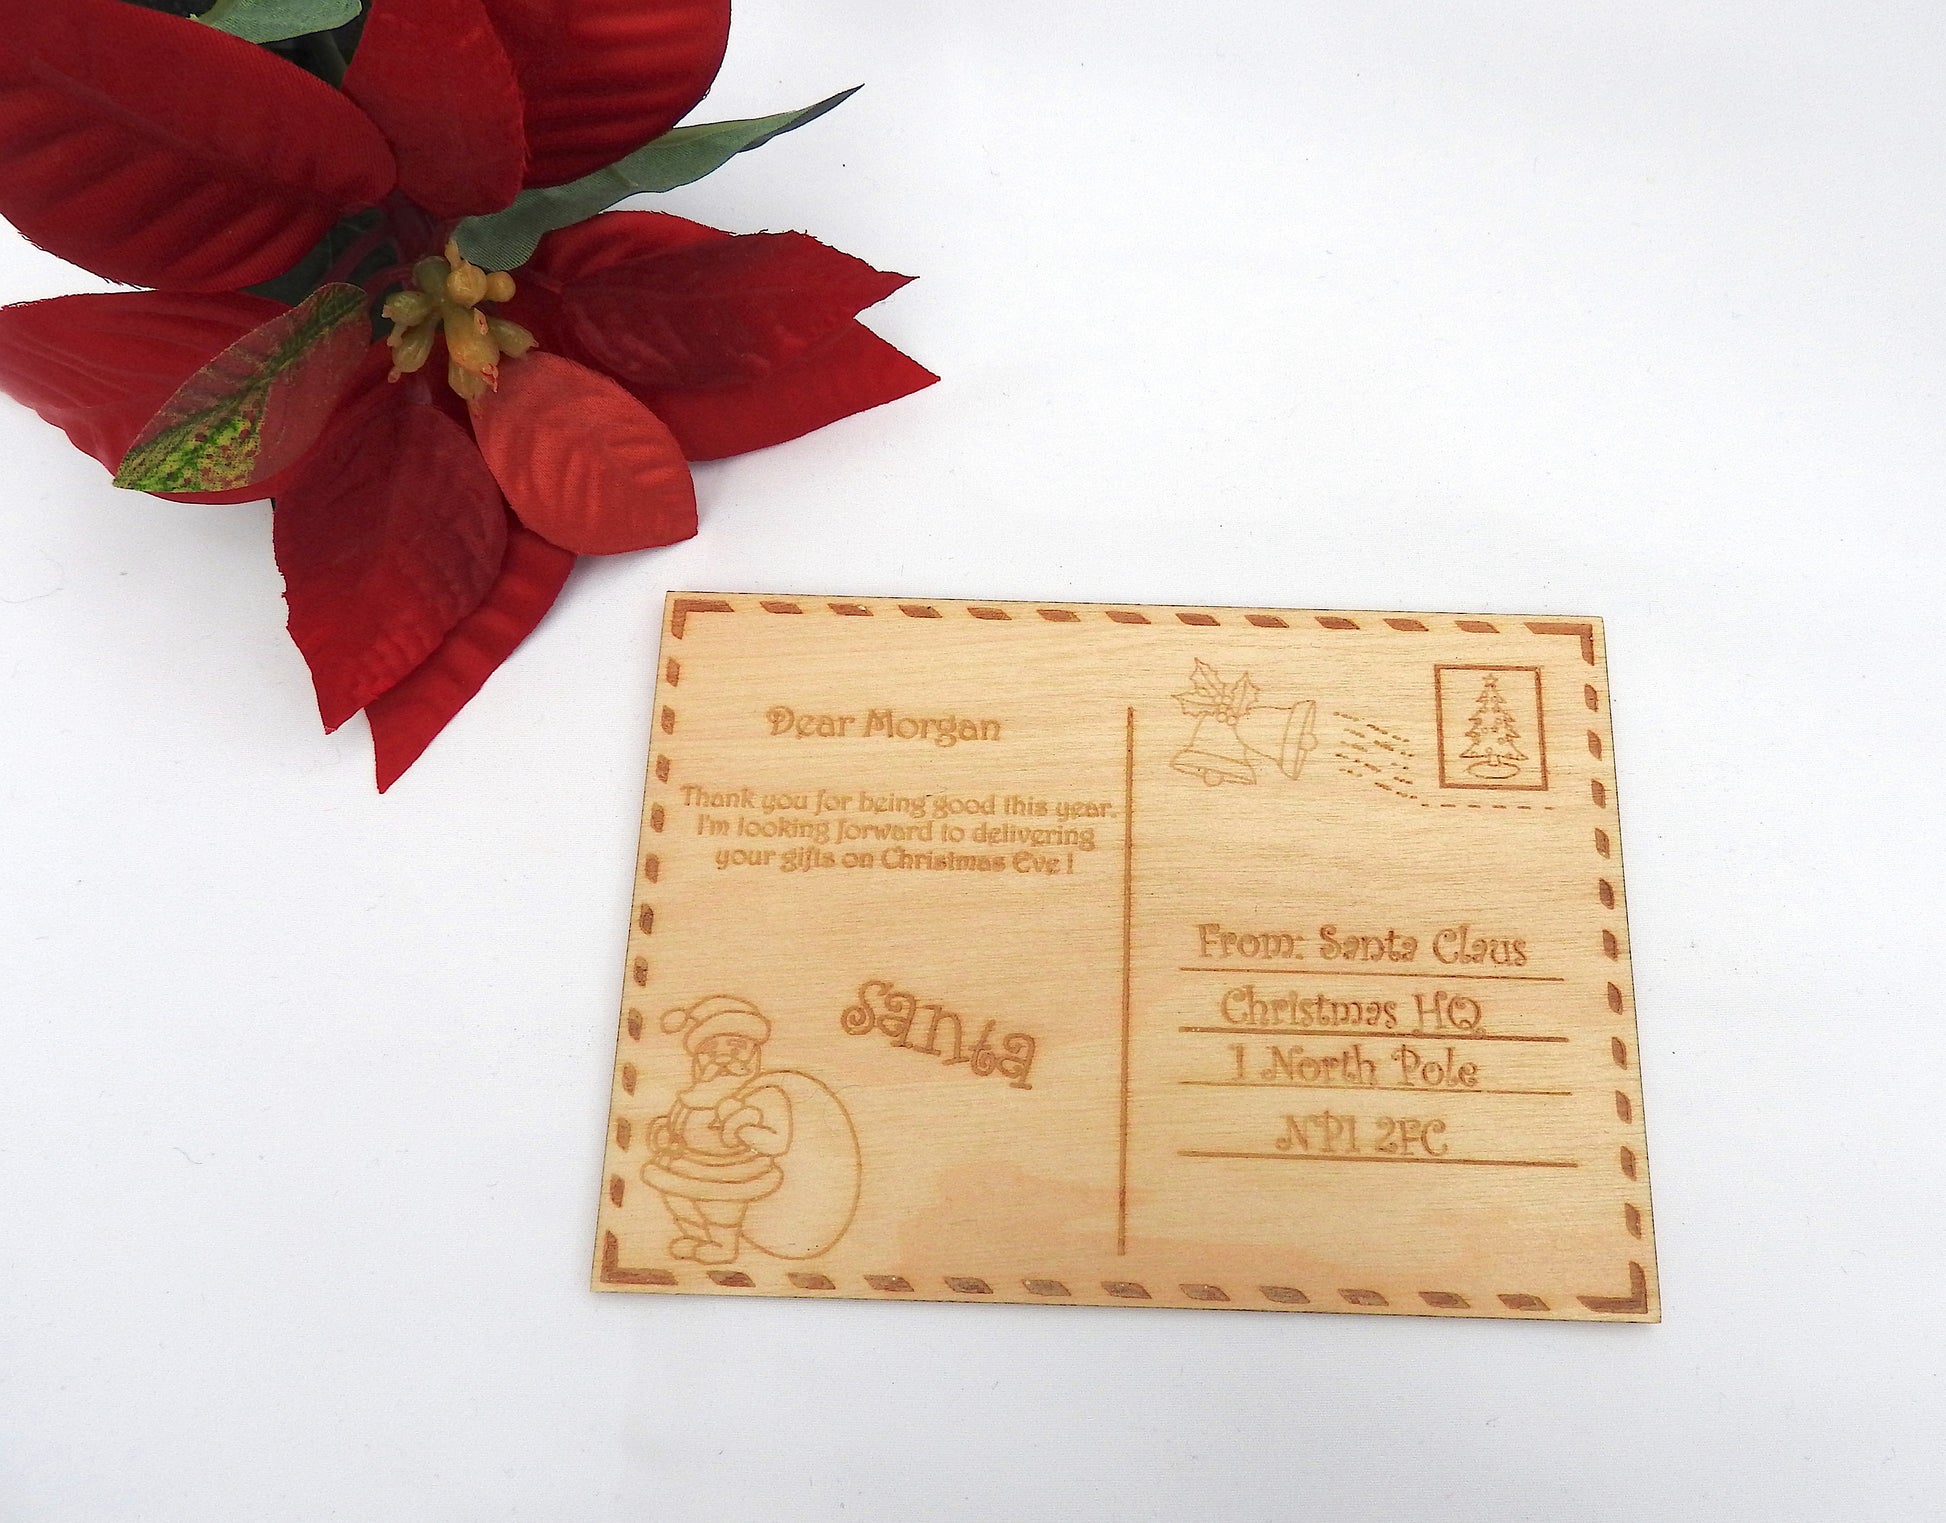 Dear Morgan
Thank you for being good this year.
I'm looking forward to delivering
your gifts on Christmas Eve !
Santa
From: Santa Claus
Christmas HQ
1 North Pole
NP1 2FC